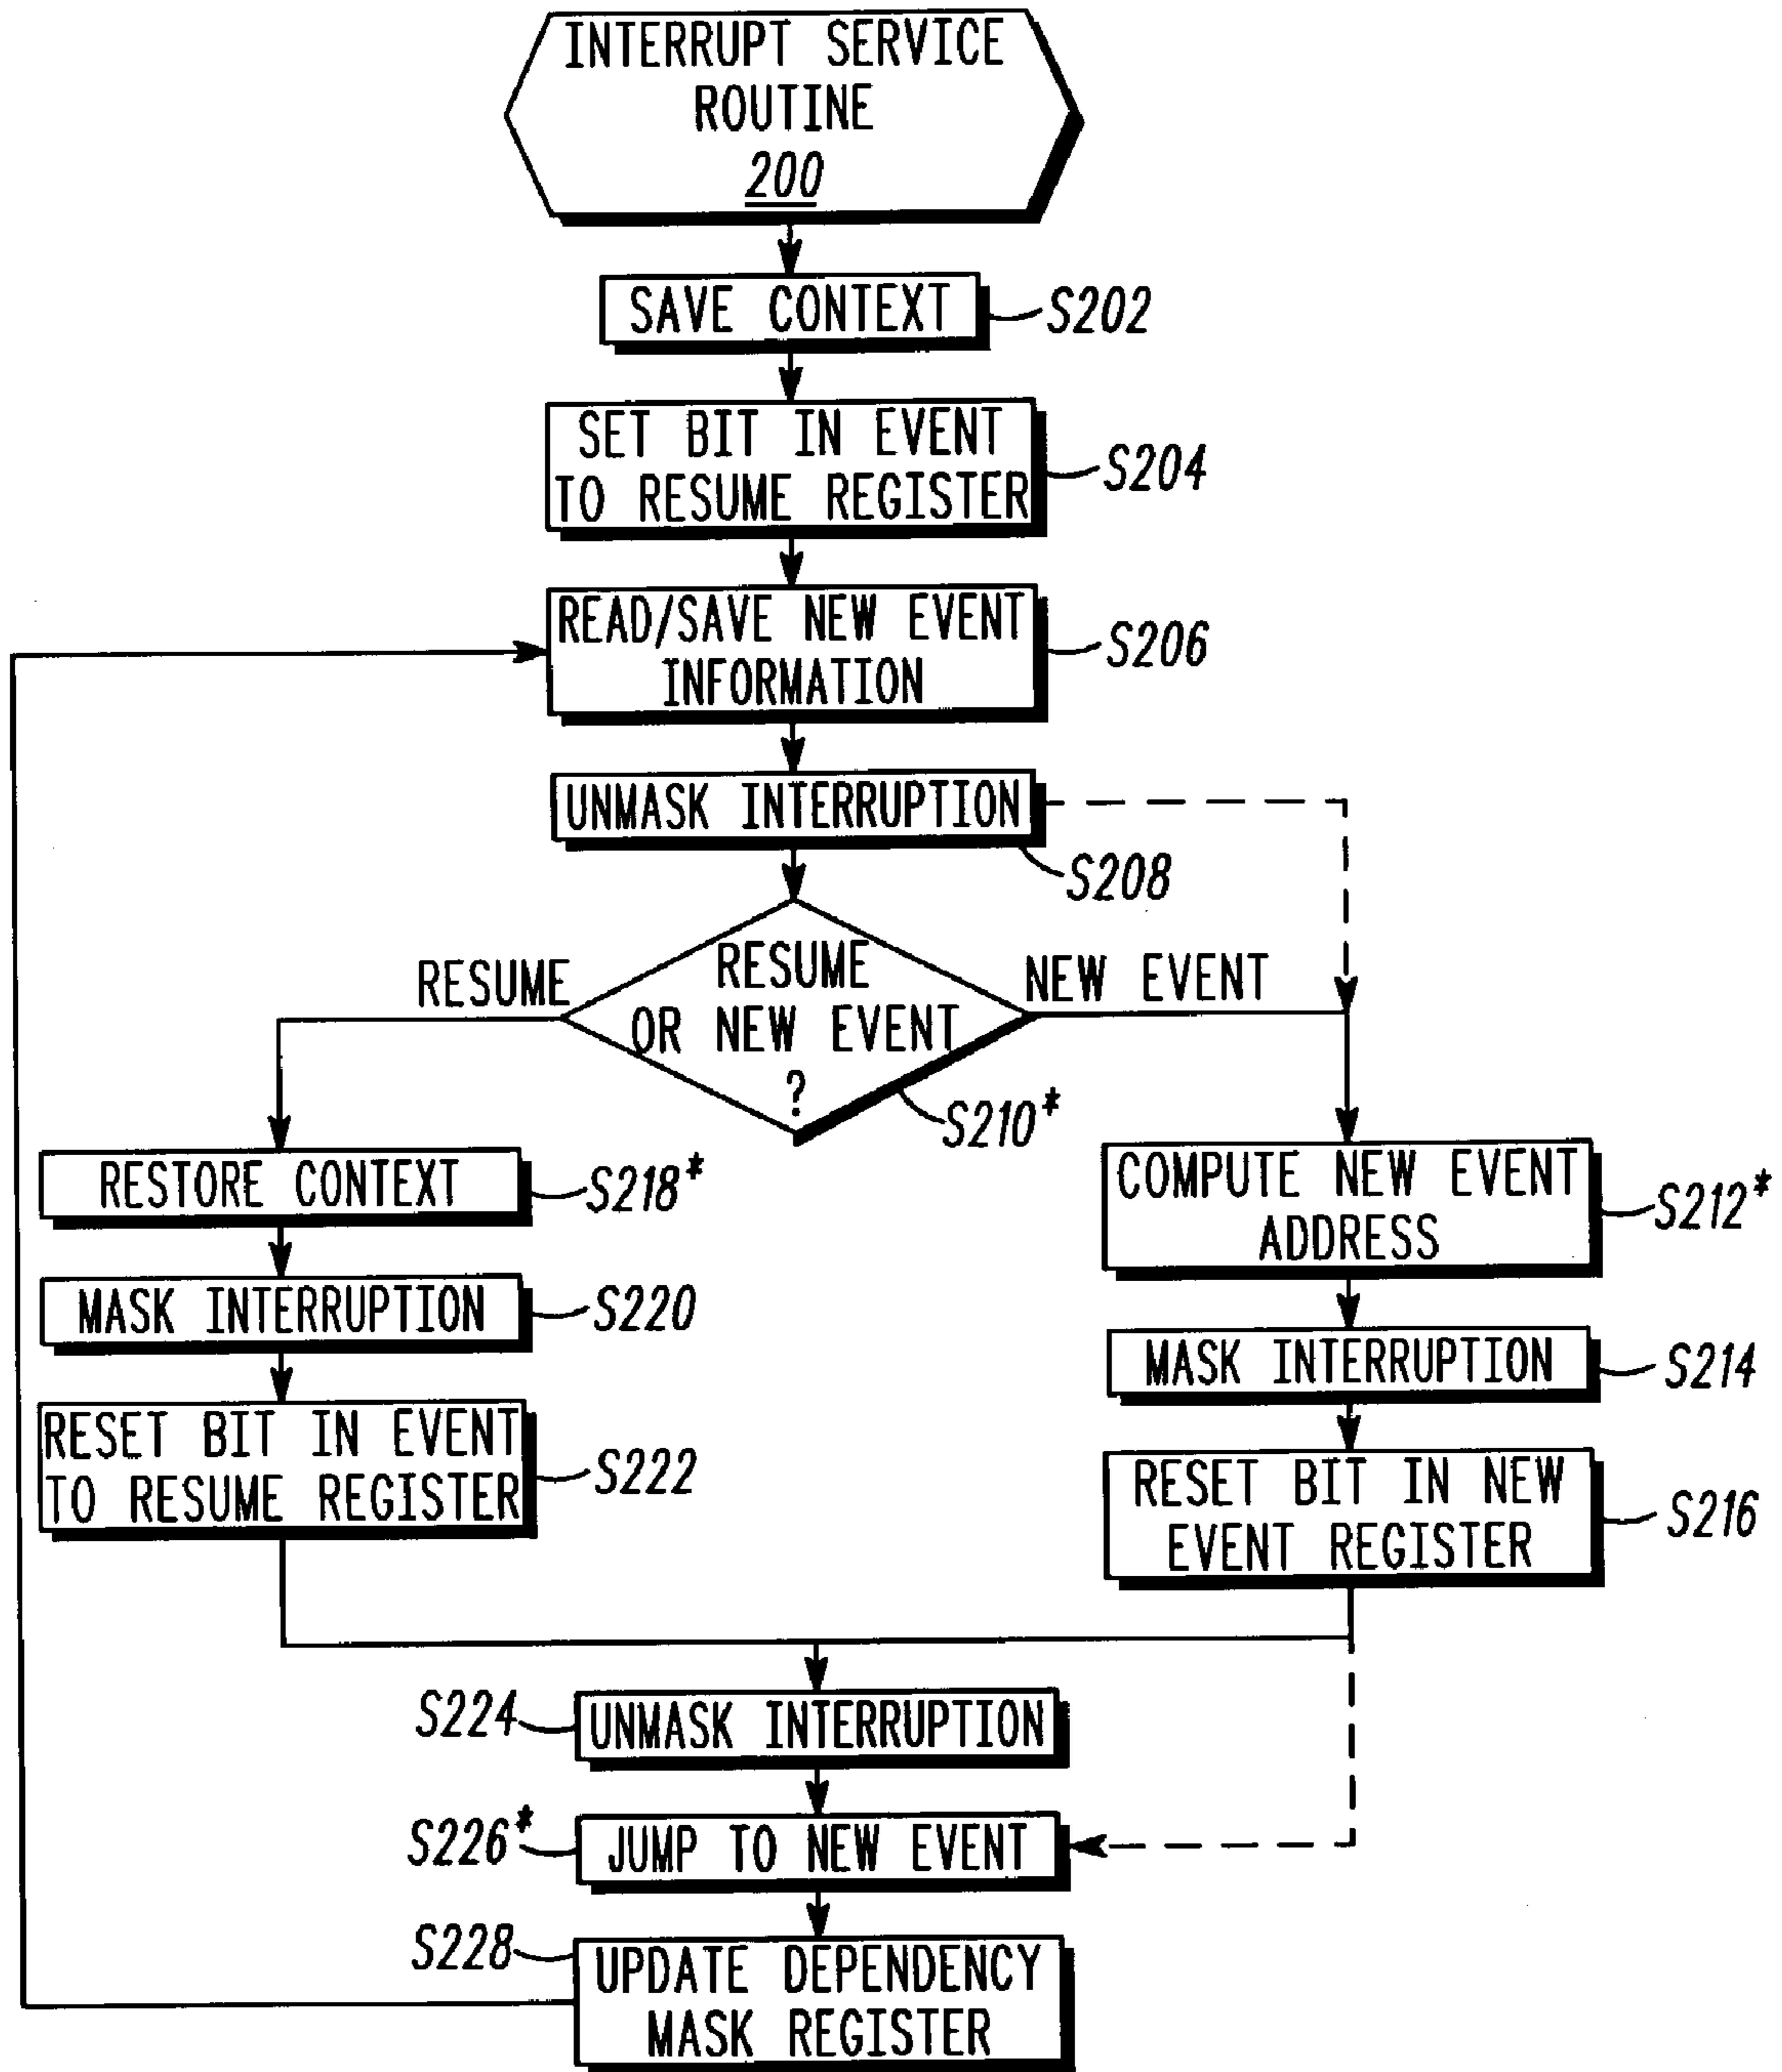 INTERRUPT SERVICE
ROUTINE
200
SAVE CONTEXT
S202
SET BIT IN EVENT
TO RESUME REGISTER
S204
READ/SAVE NEW EVENT
INFORMATION
S206
UNMASK INTERRUPTION
S208
RESUME
OR NEW EVENT
?
RESUME
NEW EVENT
S210*
RESTORE CONTEXT
S218*
MASK INTERRUPTION
S220
RESET BIT IN EVENT
TO RESUME REGISTER
S222
COMPUTE NEW EVENT
ADDRESS
S212*
MASK INTERRUPTION
S214
RESET BIT IN NEW
EVENT REGISTER
S216
S224
UNMASK INTERRUPTION
S226*
JUMP TO NEW EVENT
S228
UPDATE DEPENDENCY
MASK REGISTER